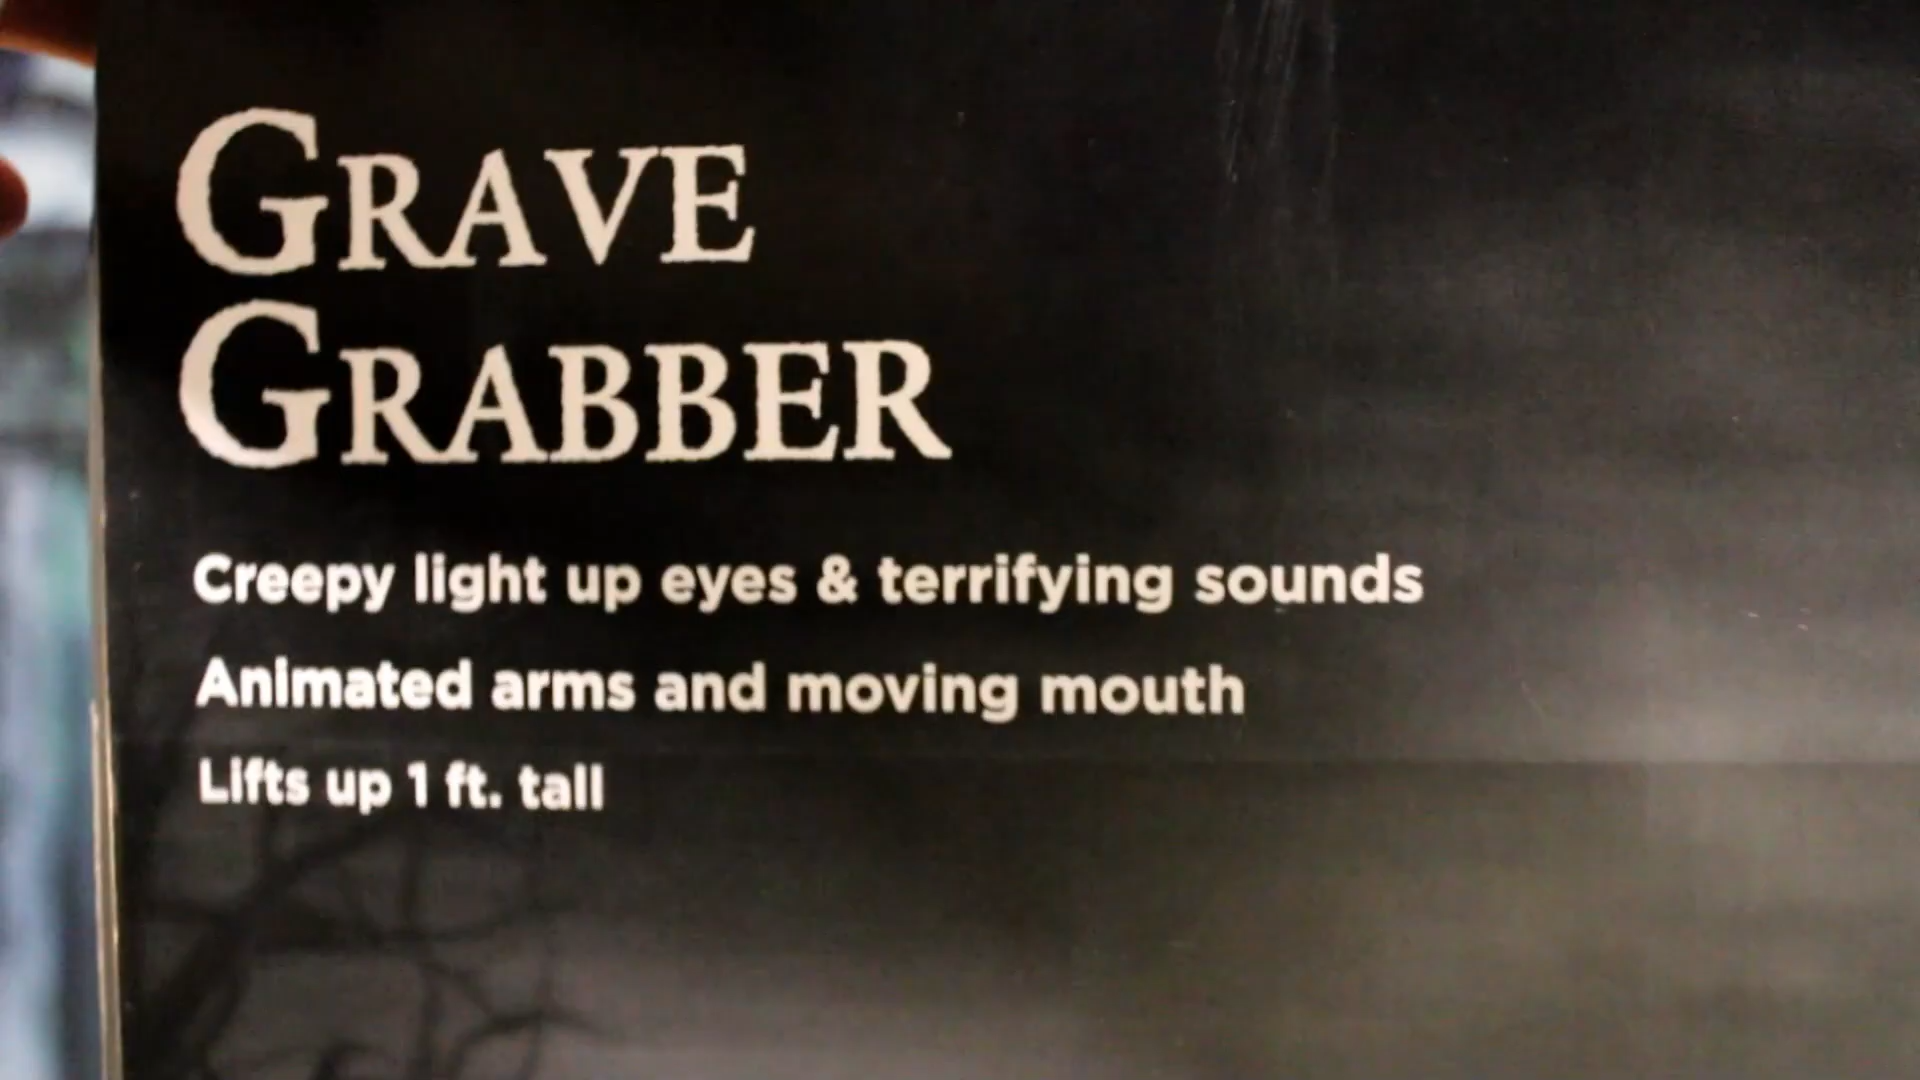 GRAVE
GRABBER
Creepy light up eyes & terrifying sounds
Animated arms and moving mouth
Lifts up 1 ft. tall